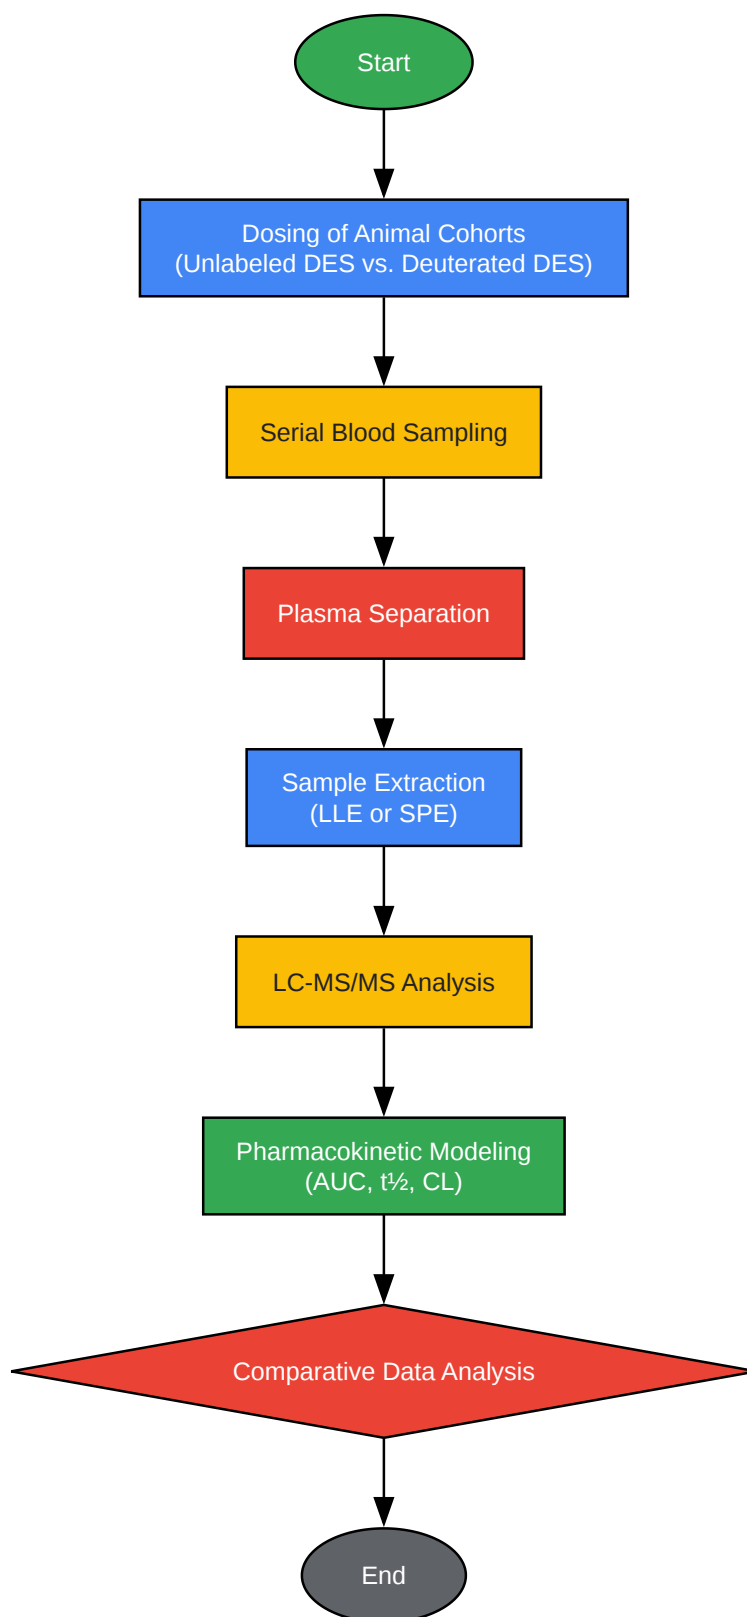 Start
Dosing of Animal Cohorts
(Unlabeled DES vs. Deuterated DES)
Serial Blood Sampling
Plasma Separation
Sample Extraction
(LLE or SPE)
LC-MS/MS Analysis
Pharmacokinetic Modeling
(AUC, t½, CL)
Comparative Data Analysis
End